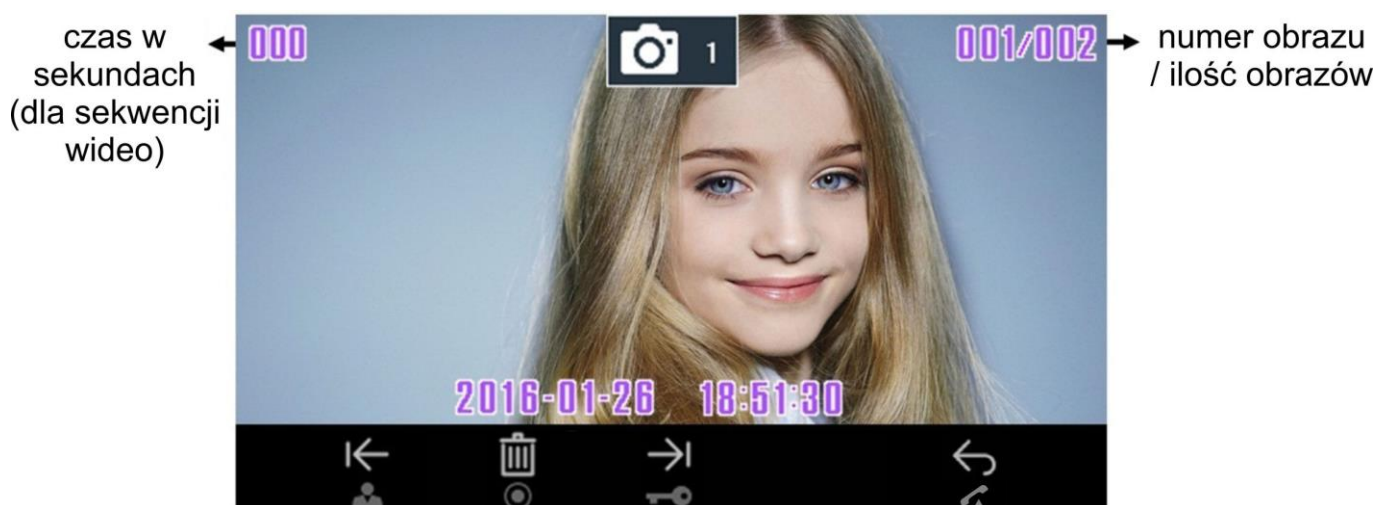 czas w
sekundach
(dla sekwencji
wideo)
000
1
001/002
numer obrazu
/ ilość obrazów
2016-01-26 18:51:30